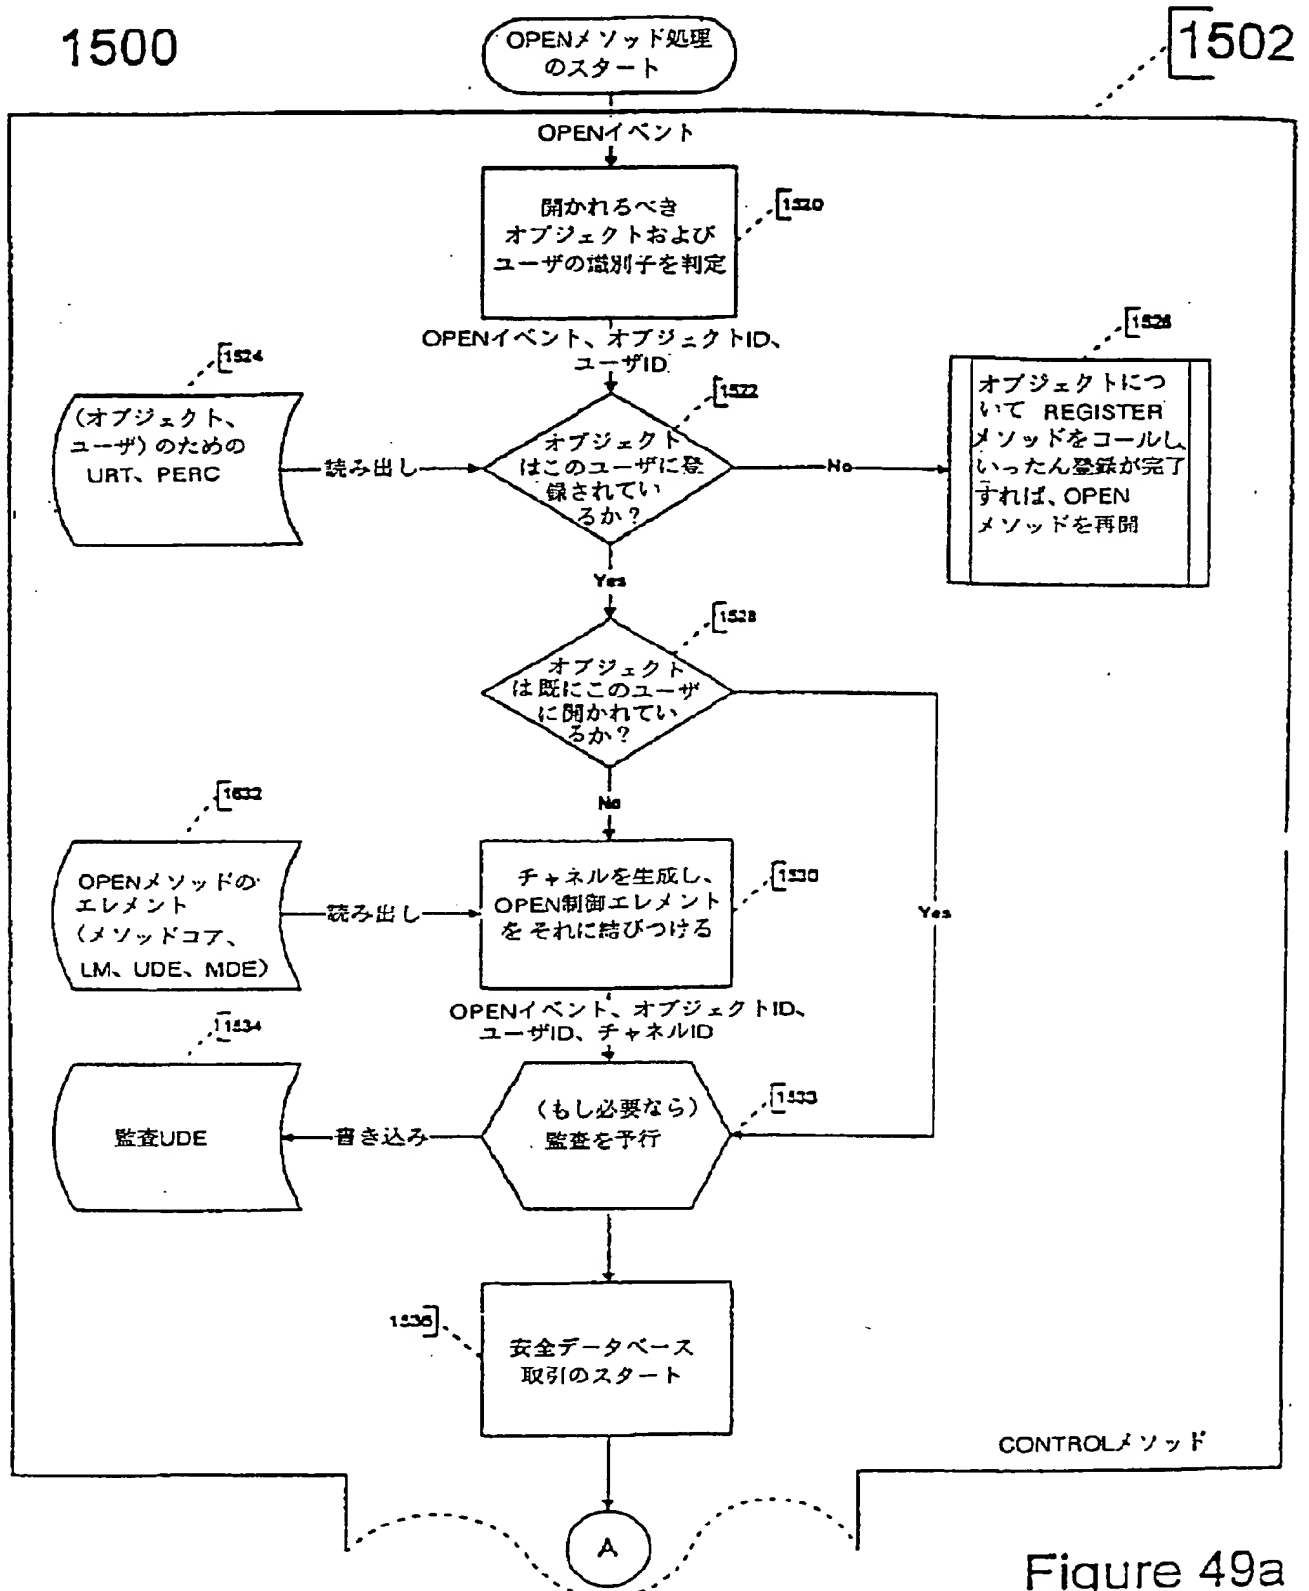 1500
1502
OPENメソッド処理
のスタート
OPENイベント
開かれるべき
オブジェクトおよび
ユーザの識別子を判定
1520
OPENイベント、オブジェクトID、
ユーザID
1524
(オブジェクト、
ユーザ)のための
URT、PERC
読み出し
1522
オブジェクト
はこのユーザに登
録されてい
るか?
No
1526
オブジェクトにつ
いて REGISTER
メソッドをコールし、
いったん登録が完了
すれば、OPEN
メソッドを再開
Yes
1528
オブジェクト
は既にこのユーザ
に開かれてい
るか?
No
Yes
1532
OPENメソッドの
エレメント
(メソッドコア、
LM、UDE、MDE)
読み出し
チャネルを生成し、
OPEN制御エレメント
を それに結びつける
1530
OPENイベント、オブジェクトID、
ユーザID、チャネルID
1534
監査UDE
書き込み
(もし必要なら)
監査を予行
1533
1536
安全データベース
取引のスタート
CONTROLメソッド
A
Figure 49a